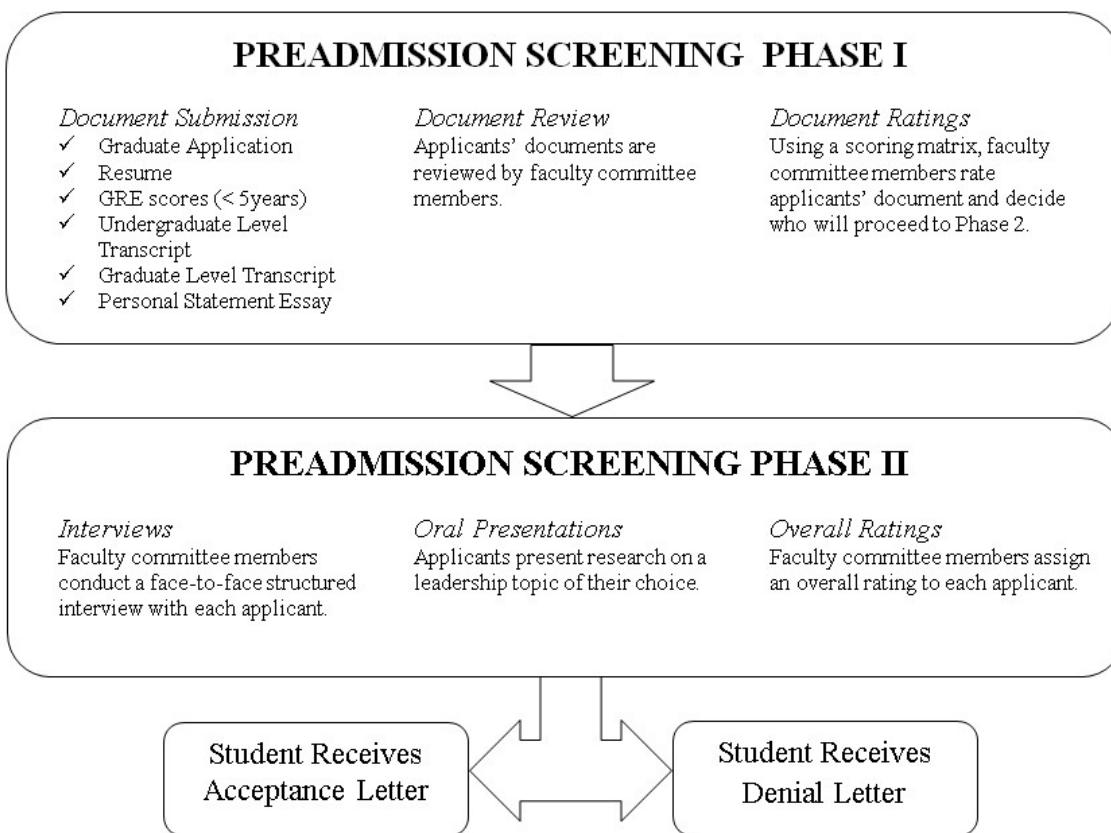 PREADMISSION SCREENING PHASE I
Document Submission
✓ Graduate Application
✓ Resume
✓ GRE scores (< 5years)
✓ Undergraduate Level
Transcript
✓ Graduate Level Transcript
✓ Personal Statement Essay
Document Review
Applicants’ documents are
reviewed by faculty committee
members.
Document Ratings
Using a scoring matrix, faculty
committee members rate
applicants’ document and decide
who will proceed to Phase 2.
PREADMISSION SCREENING PHASE II
Interviews
Faculty committee members
conduct a face-to-face structured
interview with each applicant.
Oral Presentations
Applicants present research on a
leadership topic of their choice.
Overall Ratings
Faculty committee members assign
an overall rating to each applicant.
Student Receives
Acceptance Letter
Student Receives
Denial Letter